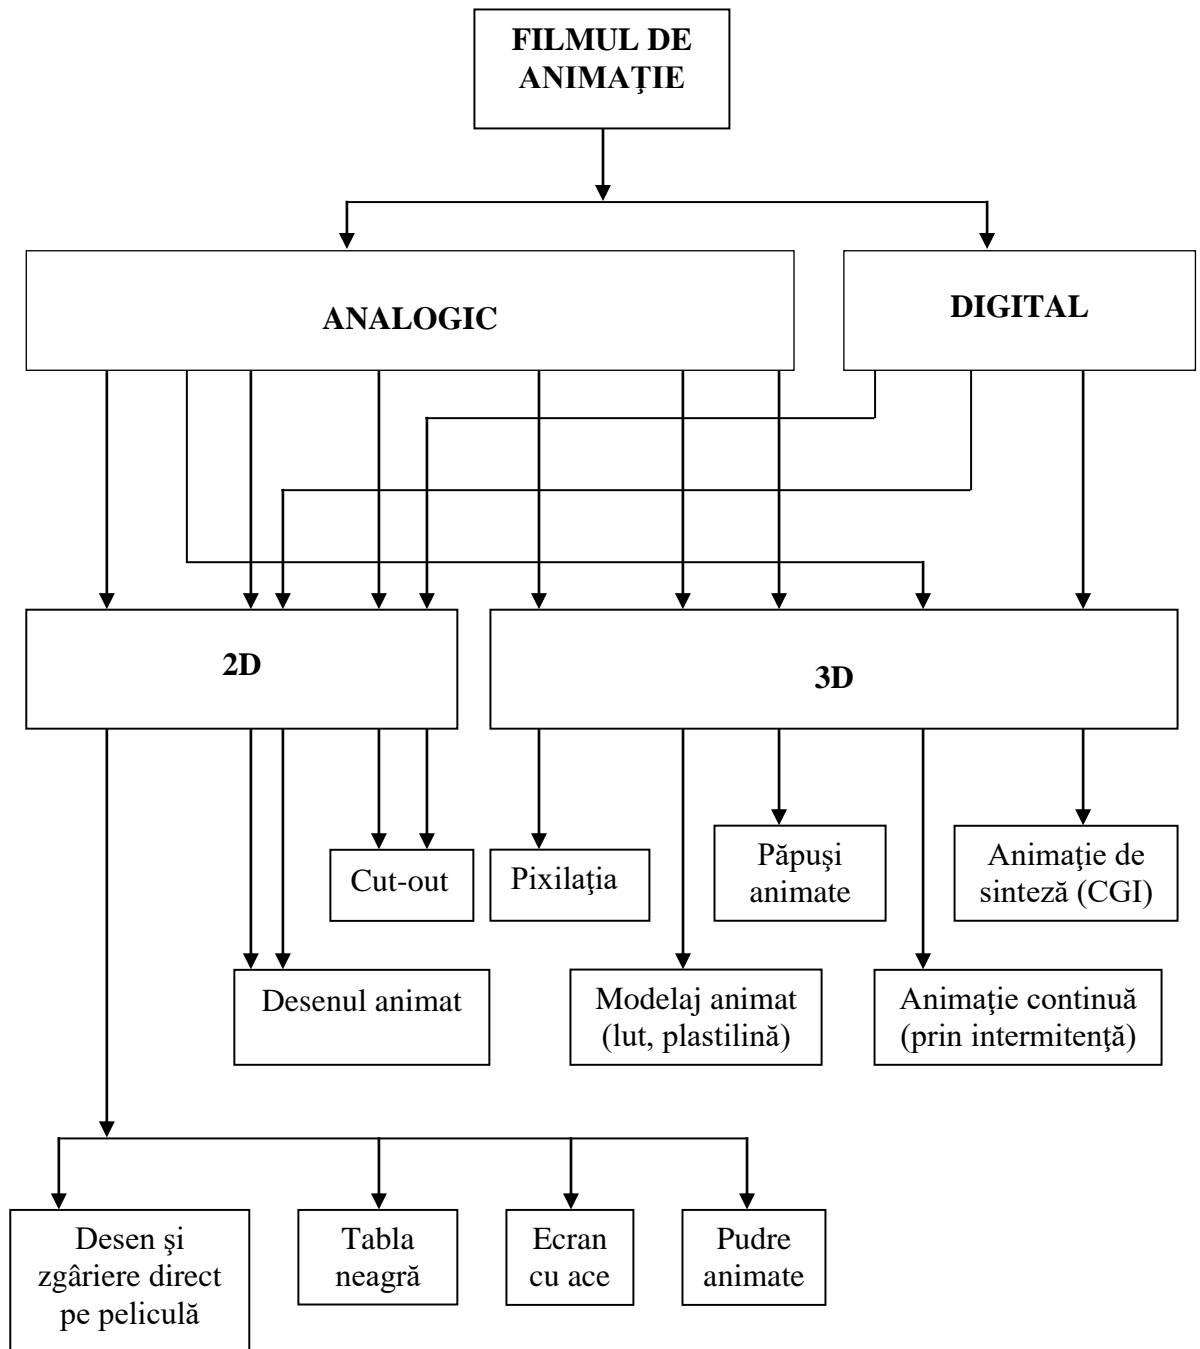 FILMUL DE
ANIMAŢIE
ANALOGIC
DIGITAL
2D
3D
Cut-out
Pixilaţia
Păpuşi
animate
Animaţie de
sinteză (CGI)
Desenul animat
Modelaj animat
(lut, plastilină)
Animaţie continuă
(prin intermitenţă)
Desen şi
zgâriere direct
pe peliculă
Tabla
neagră
Ecran
cu ace
Pudre
animate